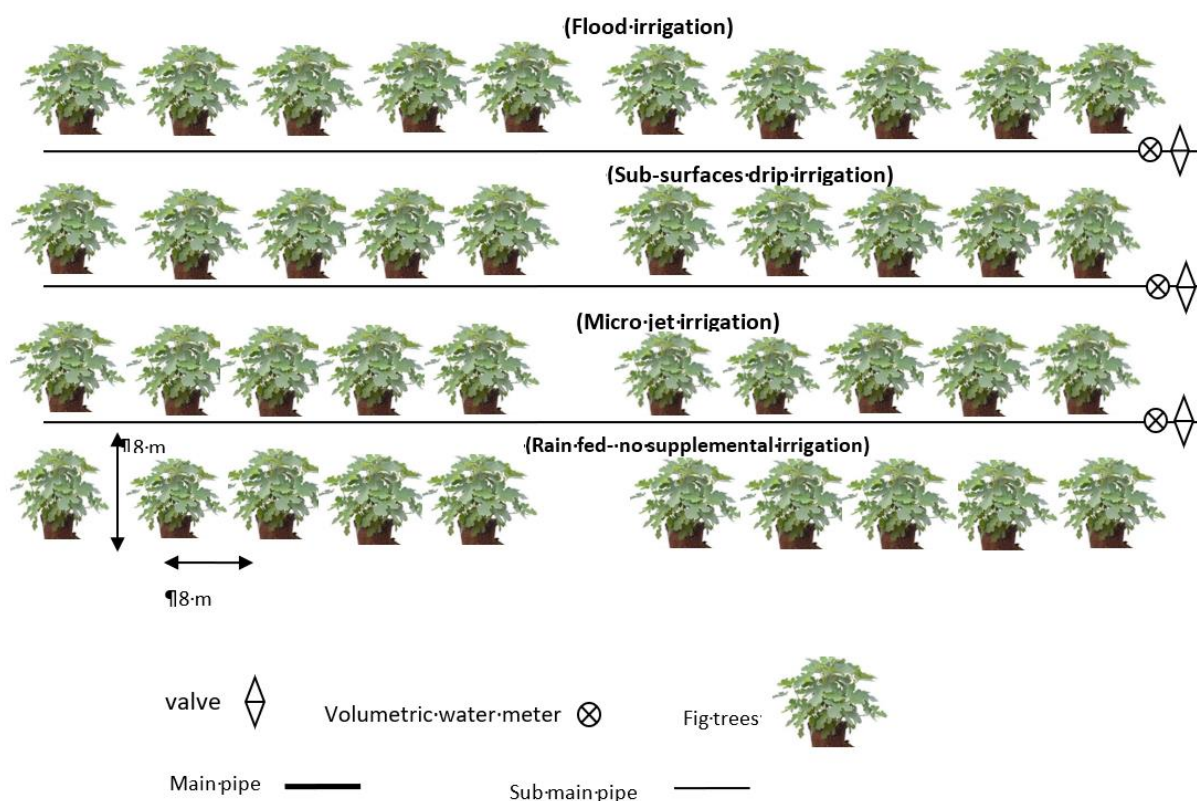 (Flood·irrigation)
(Sub-surfaces·drip·irrigation)
(Micro·jet·irrigation)
¶8·m
(Rain·fed-·no·supplemental·irrigation)
¶8·m
valve
Volumetric·water·meter
Fig·trees
Main·pipe
Sub·main·pipe